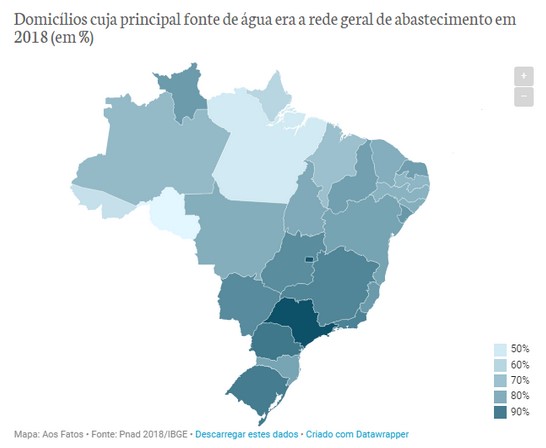 Domicílios cuja principal fonte de água era a rede geral de abastecimento em
2018 (em %)
+
−
50%
60%
70%
80%
90%
Mapa: Aos Fatos • Fonte: Pnad 2018/IBGE • Descarregar estes dados • Criado com Datawrapper